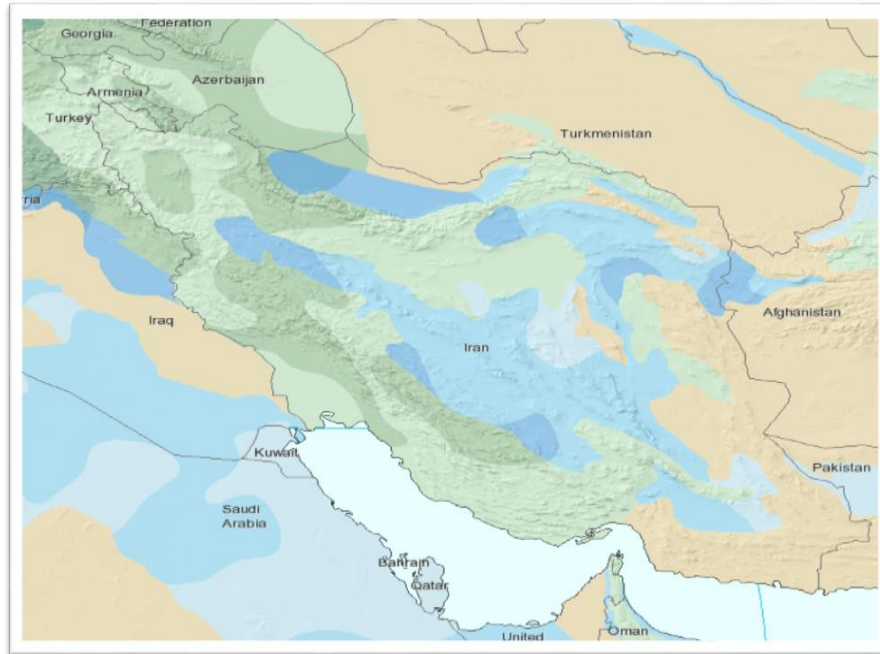 Federation
Georgia
Azerbaijan
Armenia
Turkey
Turkmenistan
ria
Iraq
Iran
Afghanistan
Kuwait
Pakistan
Saudi
Arabia
Bahrain
Qatar
United
Oman